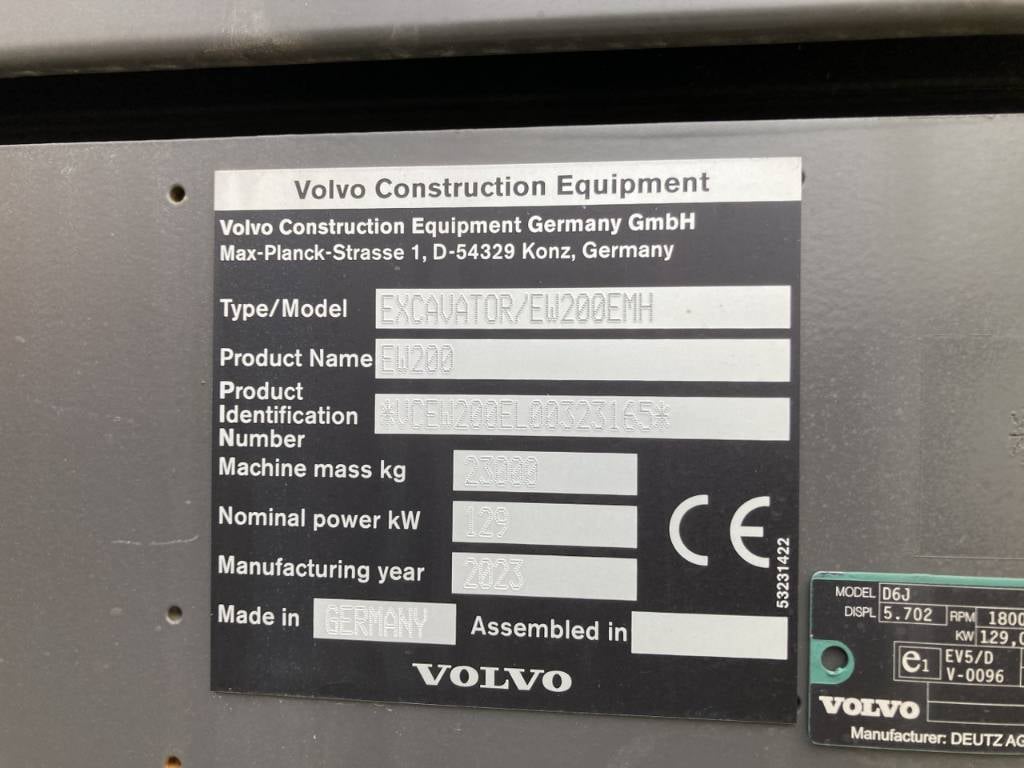 Volvo Construction Equipment
Volvo Construction Equipment Germany GmbH
Max-Planck-Strasse 1, D-54329 Konz, Germany
Type/Model EXCAVATOR/EW200EMH
Product Name EW200
Product
Identification
Number *VCEW200EL00323165*
Machine mass kg 23000
Nominal power kW 129
Manufacturing year 2023
Made in GERMANY Assembled in
CE
53231422
VOLVO
MODEL D6J
DISPL 5.702 RPM 1800
KW 129,0
e1 EV5/D
V-0096
VOLVO
Manufacturer: DEUTZ AG